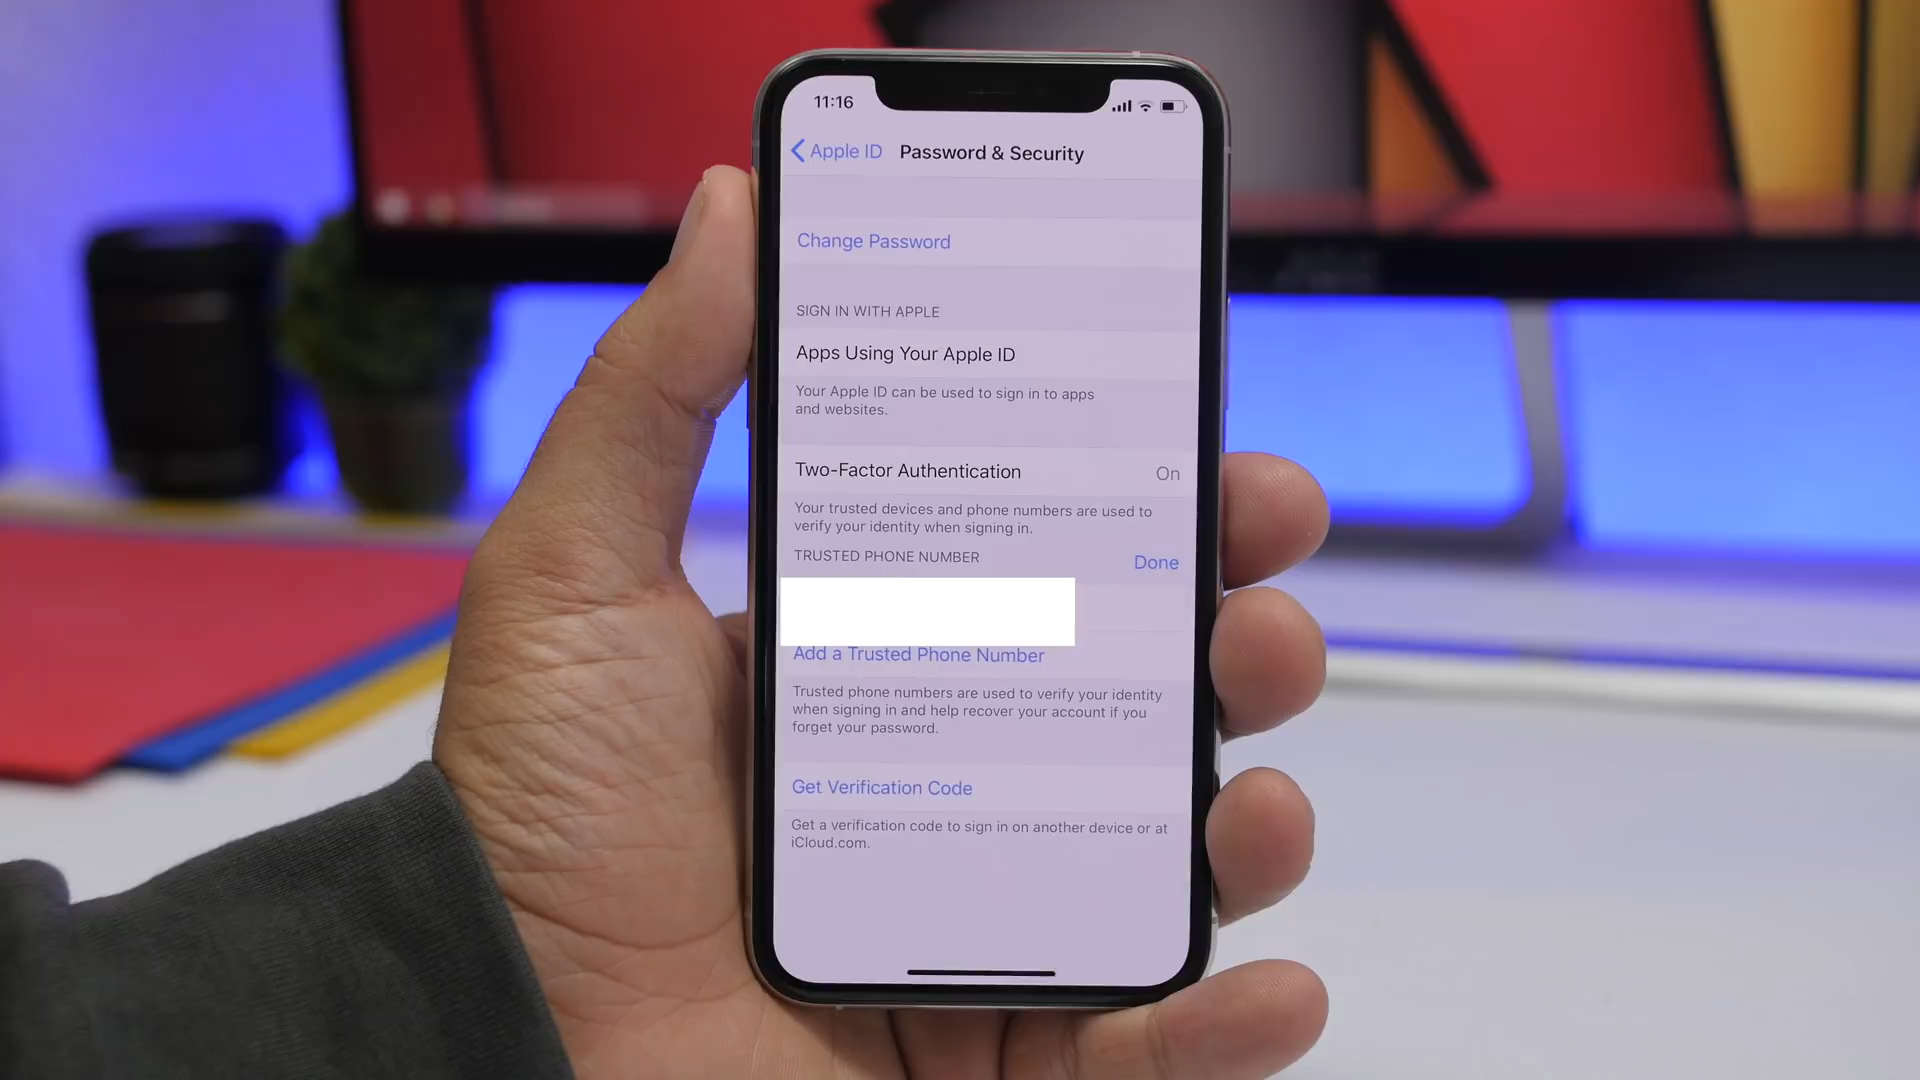 11:16
Apple ID Password & Security
Change Password
SIGN IN WITH APPLE
Apps Using Your Apple ID
Your Apple ID can be used to sign in to apps
and websites.
Two-Factor Authentication On
Your trusted devices and phone numbers are used to
verify your identity when signing in.
TRUSTED PHONE NUMBER Done
Add a Trusted Phone Number
Trusted phone numbers are used to verify your identity
when signing in and help recover your account if you
forget your password.
Get Verification Code
Get a verification code to sign in on another device or at
iCloud.com.